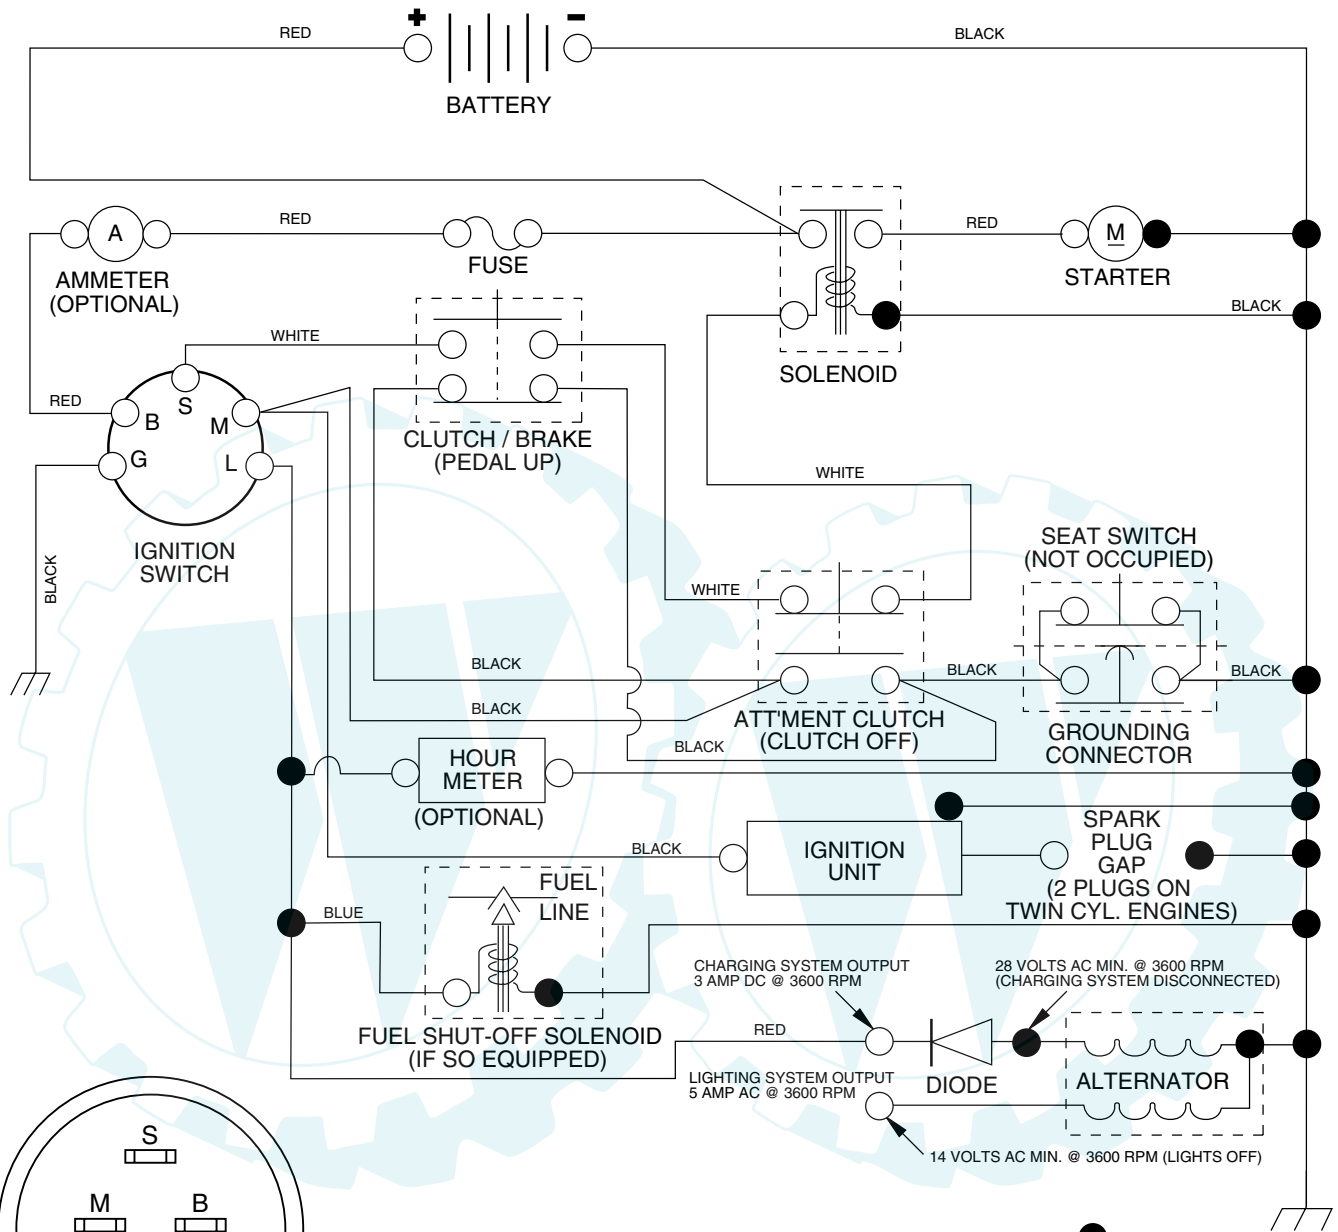 +
−
RED
BLACK
BATTERY
A
RED
RED
M
AMMETER
(OPTIONAL)
FUSE
STARTER
BLACK
WHITE
SOLENOID
RED
S
B
M
G
L
CLUTCH / BRAKE
(PEDAL UP)
WHITE
IGNITION
SWITCH
BLACK
SEAT SWITCH
(NOT OCCUPIED)
WHITE
BLACK
BLACK
BLACK
BLACK
ATT'MENT CLUTCH
(CLUTCH OFF)
BLACK
GROUNDING
CONNECTOR
HOUR
METER
(OPTIONAL)
BLACK
IGNITION
UNIT
SPARK
PLUG
GAP
(2 PLUGS ON
TWIN CYL. ENGINES)
FUEL
LINE
BLUE
CHARGING SYSTEM OUTPUT
3 AMP DC @ 3600 RPM
28 VOLTS AC MIN. @ 3600 RPM
(CHARGING SYSTEM DISCONNECTED)
FUEL SHUT-OFF SOLENOID
(IF SO EQUIPPED)
RED
LIGHTING SYSTEM OUTPUT
5 AMP AC @ 3600 RPM
DIODE
ALTERNATOR
14 VOLTS AC MIN. @ 3600 RPM (LIGHTS OFF)
S
M
B